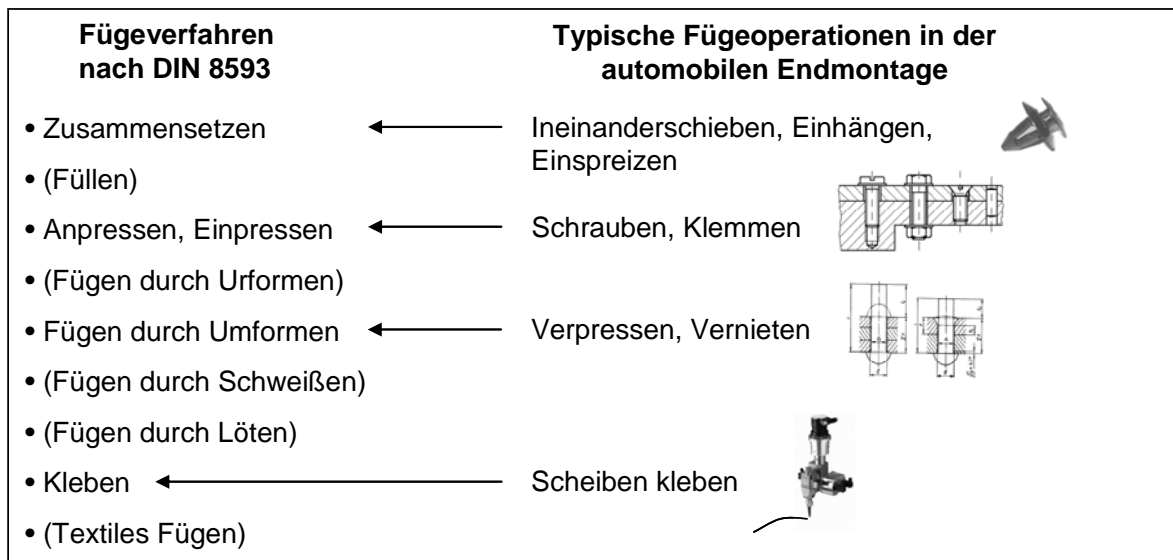 Fügeverfahren
nach DIN 8593
Typische Fügeoperationen in der
automobilen Endmontage
• Zusammensetzen
Ineinanderschieben, Einhängen,
Einspreizen
• (Füllen)
• Anpressen, Einpressen
Schrauben, Klemmen
• (Fügen durch Urformen)
• Fügen durch Umformen
Verpressen, Vernieten
• (Fügen durch Schweißen)
• (Fügen durch Löten)
• Kleben
Scheiben kleben
• (Textiles Fügen)